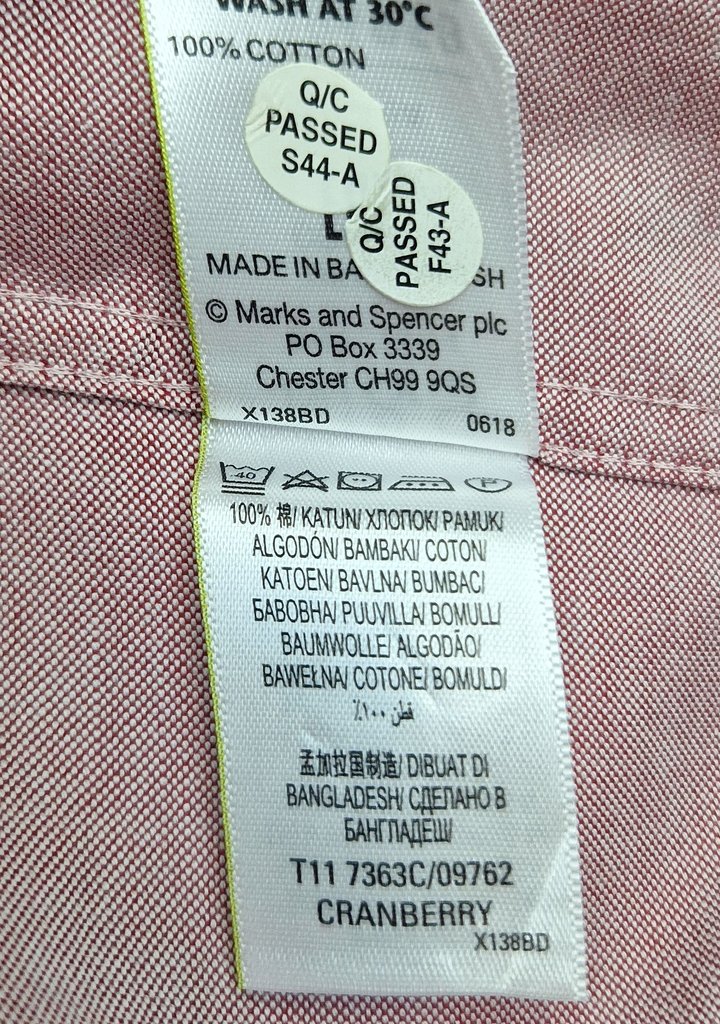 WASH AT 30°C
100% COTTON
Q/C
PASSED
S44-A
Q/C
PASSED
F43-A
MADE IN
© Marks and Spencer plc
PO Box 3339
Chester CH99 9QS
X138BD 0618
40 P
100% 棉/ KATUN/ ХЛОПОК/ PAMUK/
ALGODÓN/ BAMBAKI/ COTON/
KATOEN/ BAVLNA/ BUMBAC/
БАВОВНА/ PUUVILLA/ BOMULL/
BAUMWOLLE/ ALGODÃO/
BAWEŁNA/ COTONE/ BOMULD/
قطن ١٠٠٪
孟加拉国制造/ DIBUAT DI
BANGLADESH/ СДЕЛАНО В
БАНГЛАДЕШ/
T11 7363C/09762
CRANBERRY
X138BD